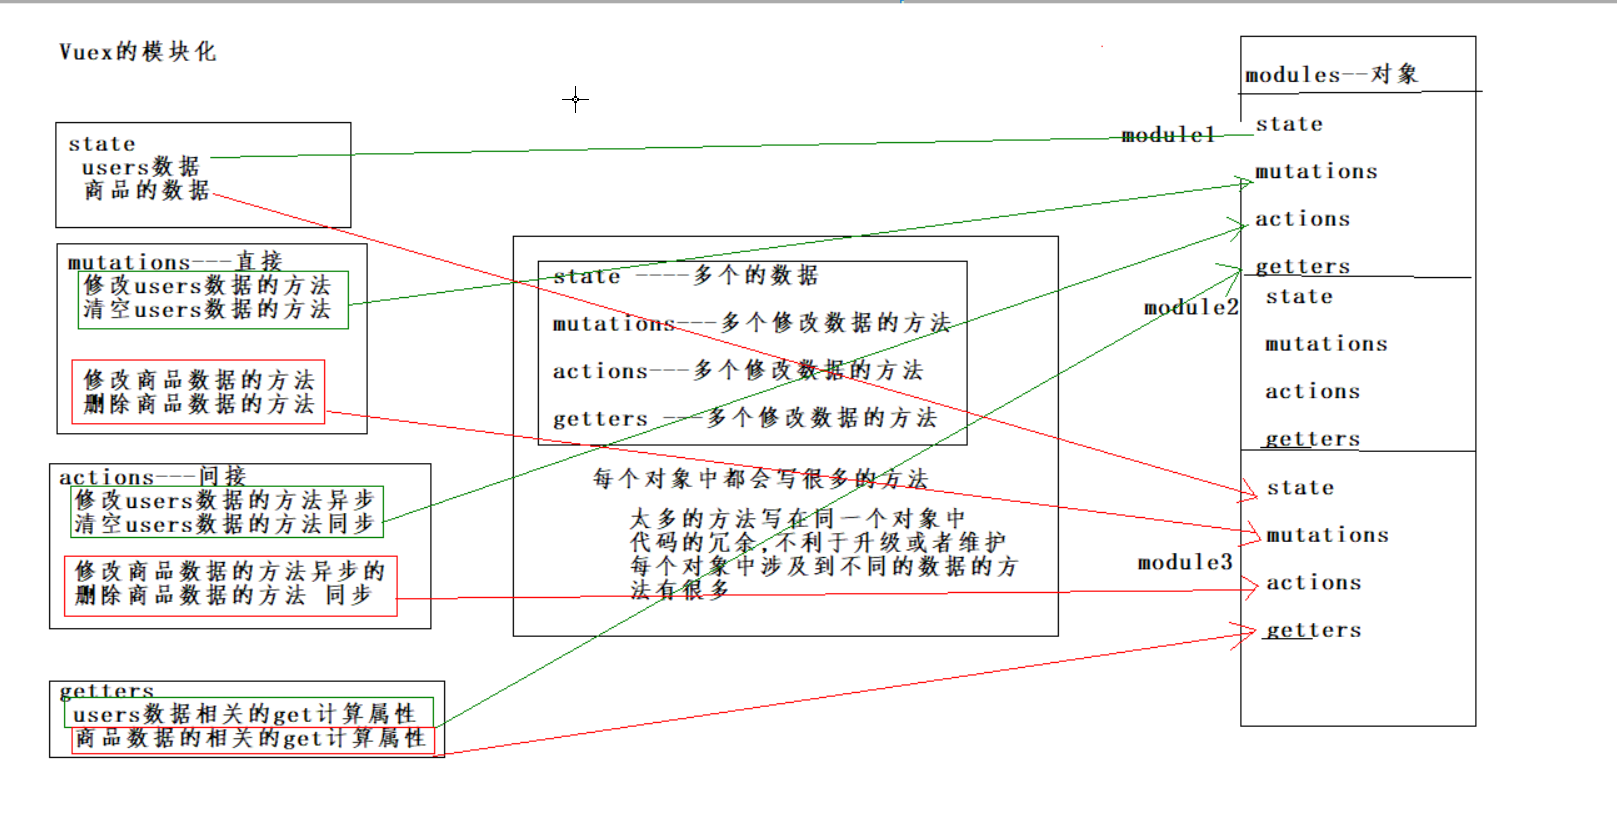 Vuex的模块化
state
users数据
商品的数据
mutations---直接
修改users数据的方法
清空users数据的方法
修改商品数据的方法
删除商品数据的方法
actions---间接
修改users数据的方法异步
清空users数据的方法同步
修改商品数据的方法异步的
删除商品数据的方法 同步
getters
users数据相关的get计算属性
商品数据的相关的get计算属性
state ----多个的数据
mutations---多个修改数据的方法
actions---多个修改数据的方法
getters ---多个修改数据的方法
每个对象中都会写很多的方法
太多的方法写在同一个对象中
代码的冗余,不利于升级或者维护
每个对象中涉及到不同的数据的方
法有很多
modules--对象
module1
state
mutations
actions
getters
module2
state
mutations
actions
getters
module3
state
mutations
actions
getters